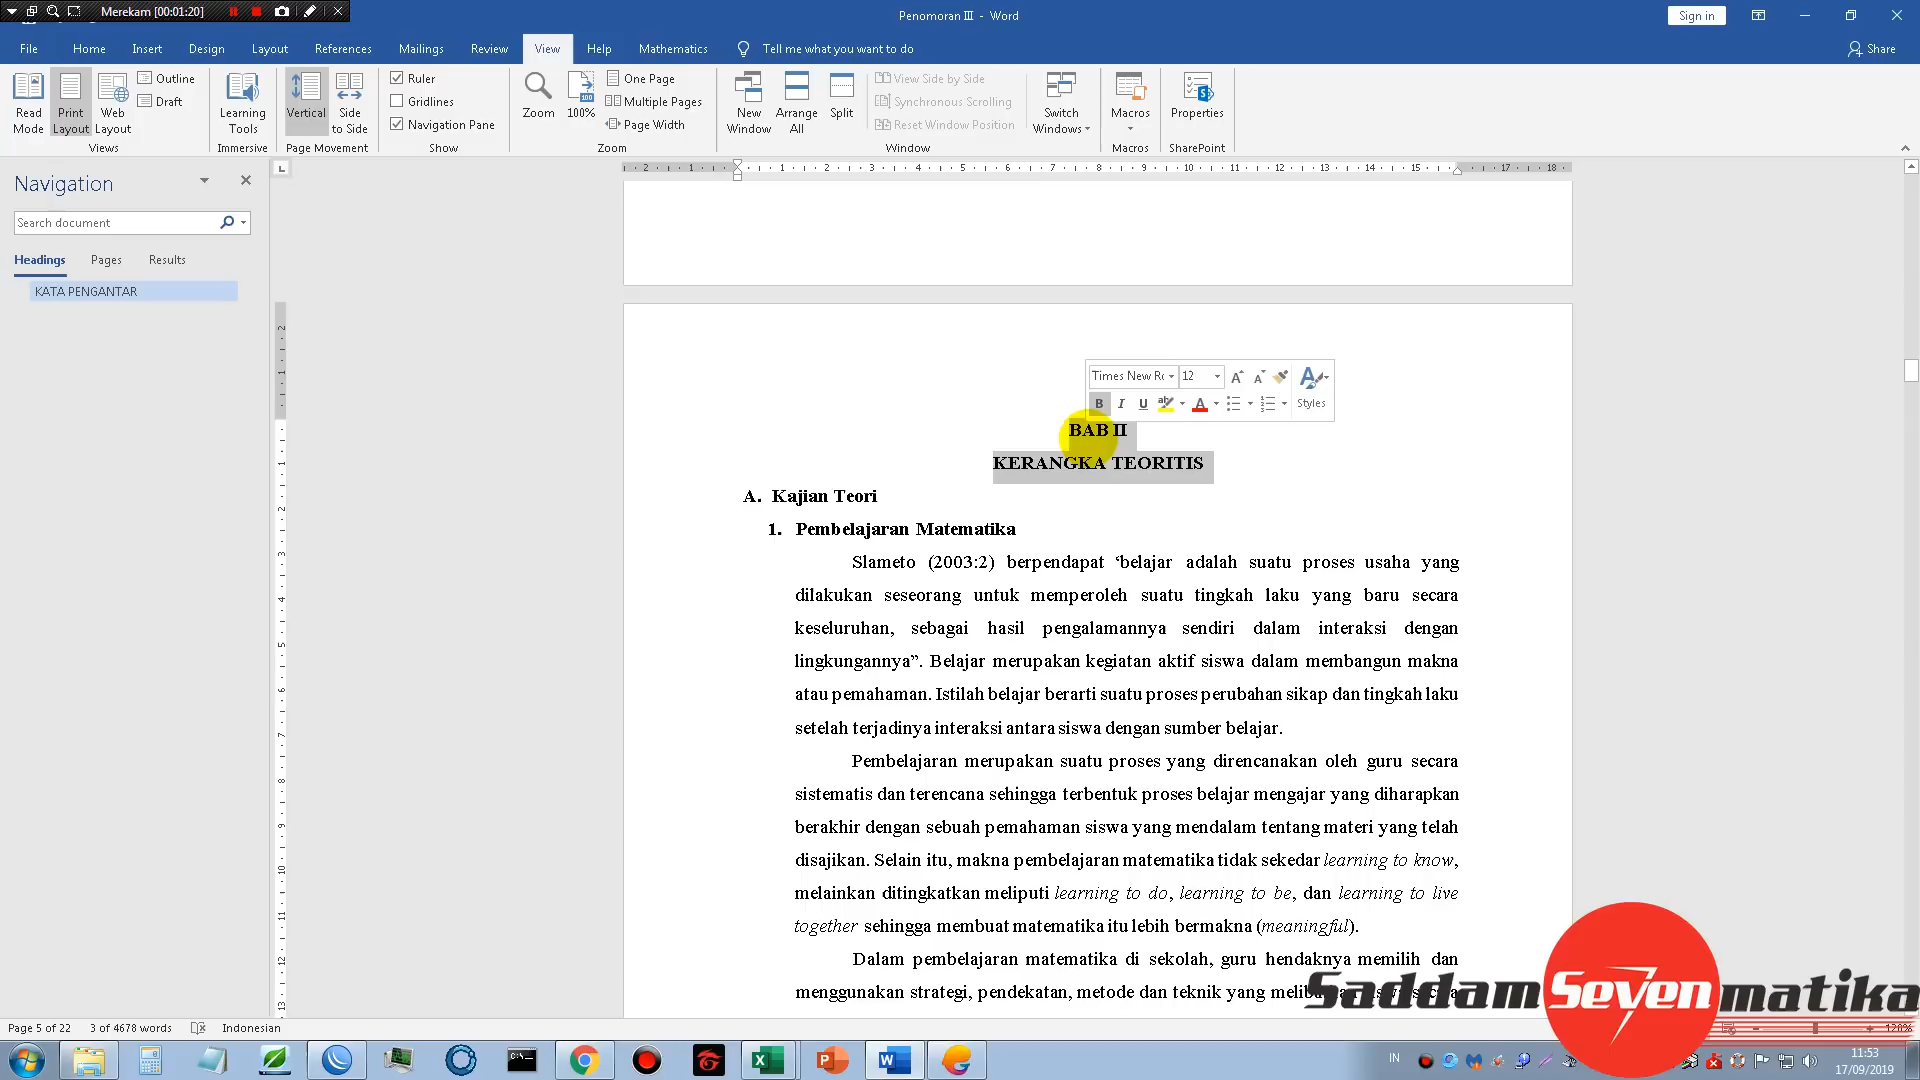 Merekam [00:01:20]
Penomoran III - Word
Sign in
File Home Insert Design Layout References Mailings Review View Help Mathematics Tell me what you want to do Share
Read Mode
Print Layout
Web Layout
Outline
Draft
Views
Learning Tools
Immersive
Vertical
Side to Side
Page Movement
Ruler
Gridlines
Navigation Pane
Show
Zoom
100%
One Page
Multiple Pages
Page Width
Zoom
New Window
Arrange All
Split
View Side by Side
Synchronous Scrolling
Reset Window Position
Window
Switch Windows
Macros
Macros
Properties
SharePoint
Navigation
Search document
Headings Pages Results
KATA PENGANTAR
Times New Ro 12
B I U Styles
BAB II
KERANGKA TEORITIS
A. Kajian Teori
1. Pembelajaran Matematika
Slameto (2003:2) berpendapat ‘belajar adalah suatu proses usaha yang
dilakukan seseorang untuk memperoleh suatu tingkah laku yang baru secara
keseluruhan, sebagai hasil pengalamannya sendiri dalam interaksi dengan
lingkungannya”. Belajar merupakan kegiatan aktif siswa dalam membangun makna
atau pemahaman. Istilah belajar berarti suatu proses perubahan sikap dan tingkah laku
setelah terjadinya interaksi antara siswa dengan sumber belajar.
Pembelajaran merupakan suatu proses yang direncanakan oleh guru secara
sistematis dan terencana sehingga terbentuk proses belajar mengajar yang diharapkan
berakhir dengan sebuah pemahaman siswa yang mendalam tentang materi yang telah
disajikan. Selain itu, makna pembelajaran matematika tidak sekedar learning to know,
melainkan ditingkatkan meliputi learning to do, learning to be, dan learning to live
together sehingga membuat matematika itu lebih bermakna (meaningful).
Dalam pembelajaran matematika di sekolah, guru hendaknya memilih dan
menggunakan strategi, pendekatan, metode dan teknik yang
Saddam Seven matika
Page 5 of 22 3 of 4678 words Indonesian
120%
IN
11:53
17/09/2019